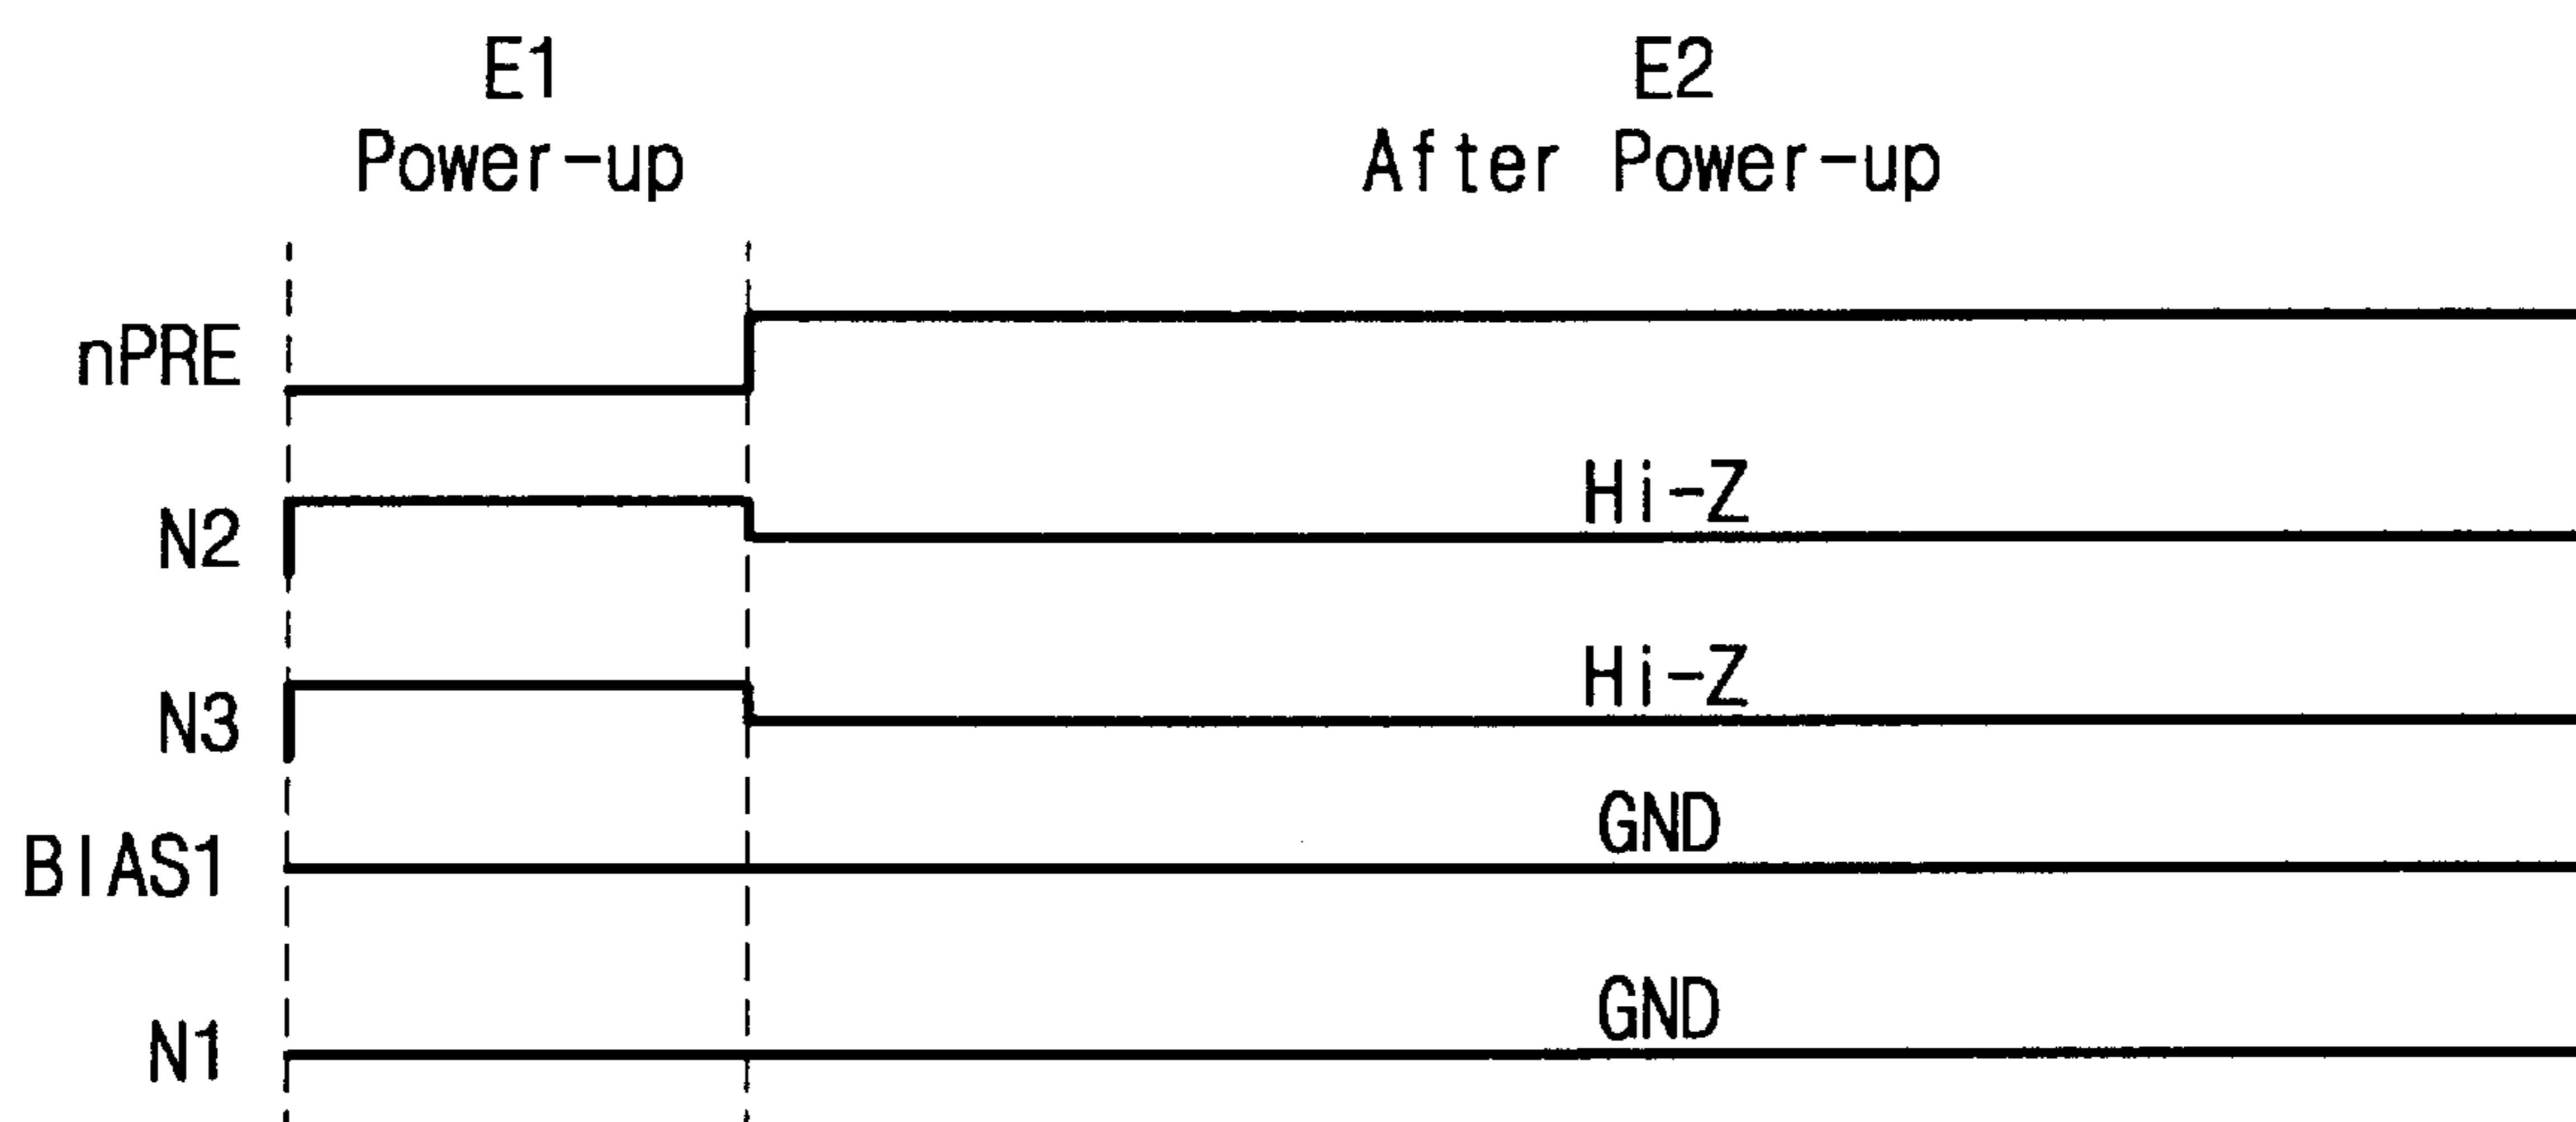 E1
E2
Power-up
After Power-up
nPRE
Hi-Z
N2
Hi-Z
N3
GND
BIAS1
GND
N1